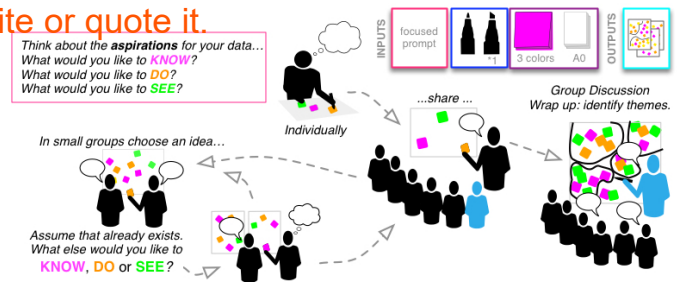 ite or quote it.
Think about the aspirations for your data…
What would you like to KNOW?
What would you like to DO?
What would you like to SEE?
Individually
INPUTS
focused
prompt
*1
3 colors
A0
OUTPUTS
...share ...
Group Discussion
Wrap up: identify themes.
In small groups choose an idea…
Assume that already exists.
What else would you like to
KNOW, DO or SEE?